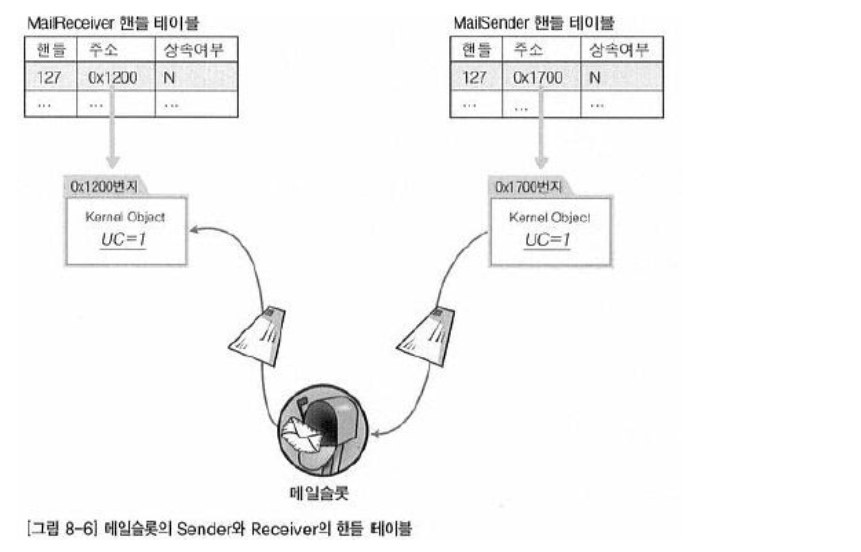 MailReceiver 핸들 테이블
핸들 주소 상속여부
127 0x1200 N
... ... ...
MailSender 핸들 테이블
핸들 주소 상속여부
127 0x1700 N
... ... ...
0x1200번지
Kernel Object
UC=1
0x1700번지
Kernel Object
UC=1
메일슬롯
[그림 8-6] 메일슬롯의 Sender와 Receiver의 핸들 테이블